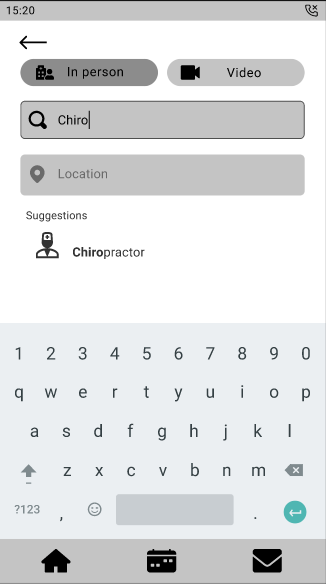 15:20
In person
Video
Chiro
Location
Suggestions
Chiropractor
1 2 3 4 5 6 7 8 9 0
q w e r t y u i o p
a s d f g h j k l
z x c v b n m
?123 , .